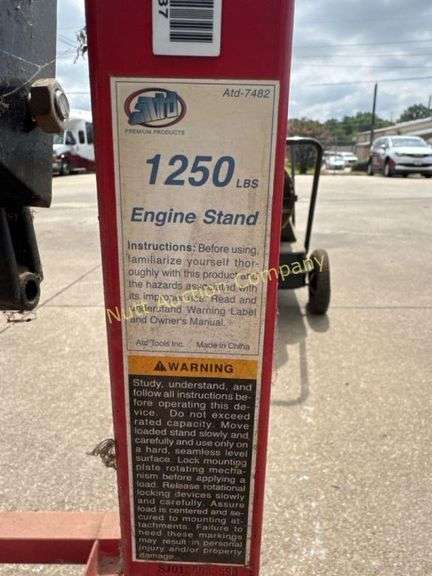 37
Atd-7482
ATD
PREMIUM PRODUCTS
1250 LBS
Engine Stand
Instructions: Before using,
familiarize yourself thor-
oughly with this product and
the hazards associated with
its improper use. Read and
understand Warning Label
and Owner's Manual.
Atd Tools Inc. Made in China
WARNING
Study, understand, and
follow all instructions be-
fore operating this de-
vice. Do not exceed
rated capacity. Move
loaded stand slowly and
carefully and use only on
a hard, seamless level
surface. Lock mounting
plate rotating mecha-
nism before applying a
load. Release rotational
locking devices slowly
and carefully. Assure
load is centered and se-
cured to mounting at-
tachments. Failure to
heed these markings
may result in personal
injury and/or property
damage.
Auction Company